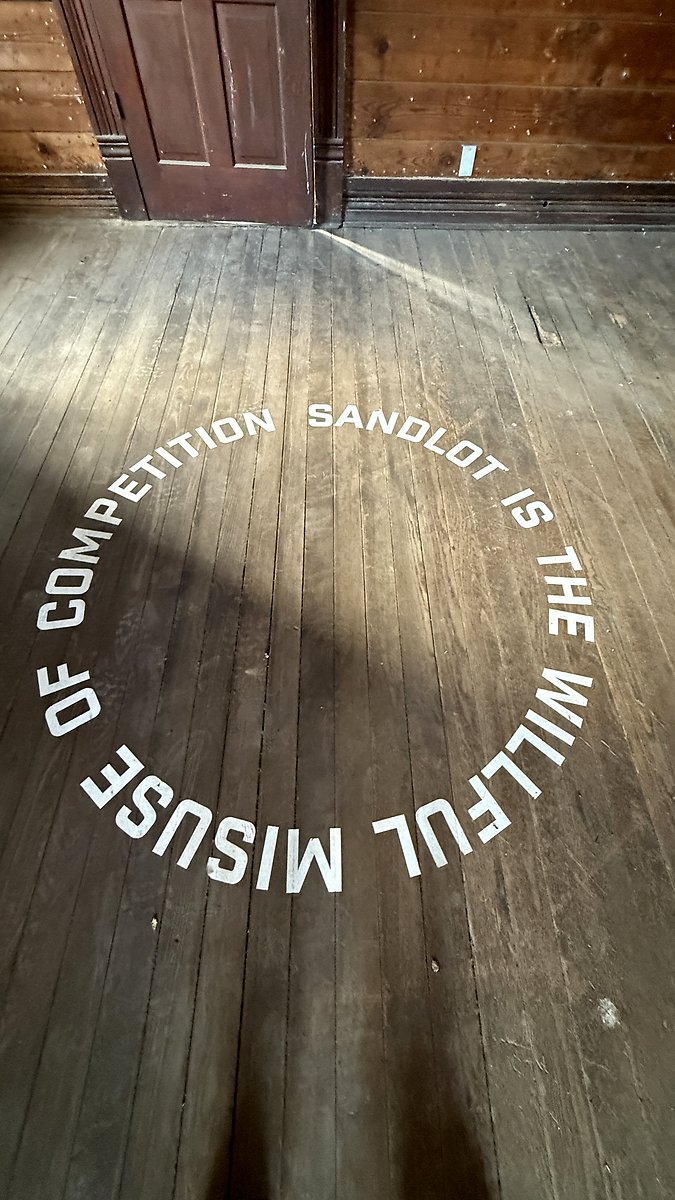 SANDLOT IS THE WILLFUL MISUSE OF COMPETITION